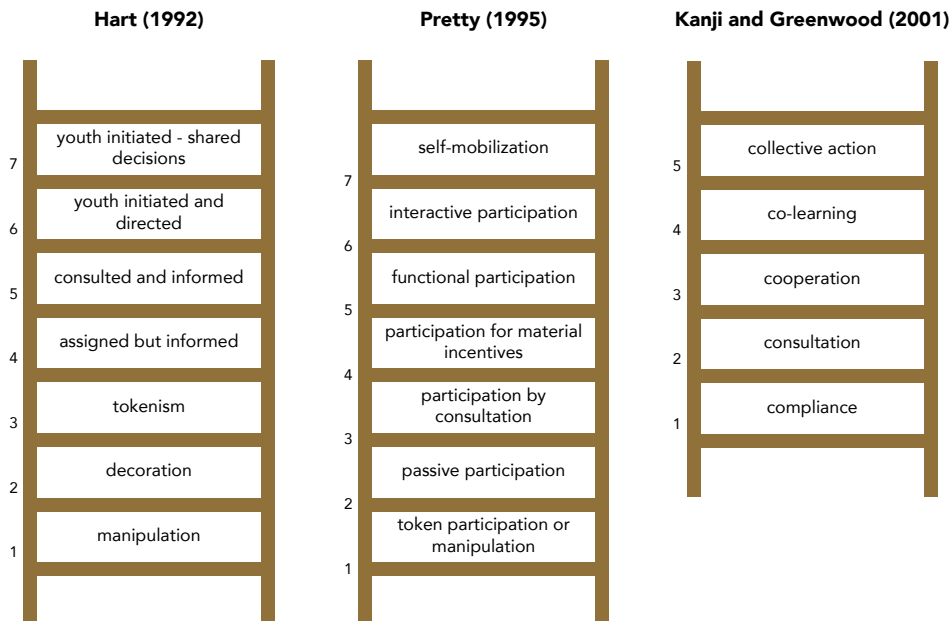 Hart (1992)
youth initiated - shared
decisions
7
youth initiated and
directed
6
consulted and informed
5
assigned but informed
4
tokenism
3
decoration
2
manipulation
1
Pretty (1995)
self-mobilization
7
interactive participation
6
functional participation
5
participation for material
incentives
4
participation by
consultation
3
passive participation
2
token participation or
manipulation
1
Kanji and Greenwood (2001)
collective action
5
co-learning
4
cooperation
3
consultation
2
compliance
1